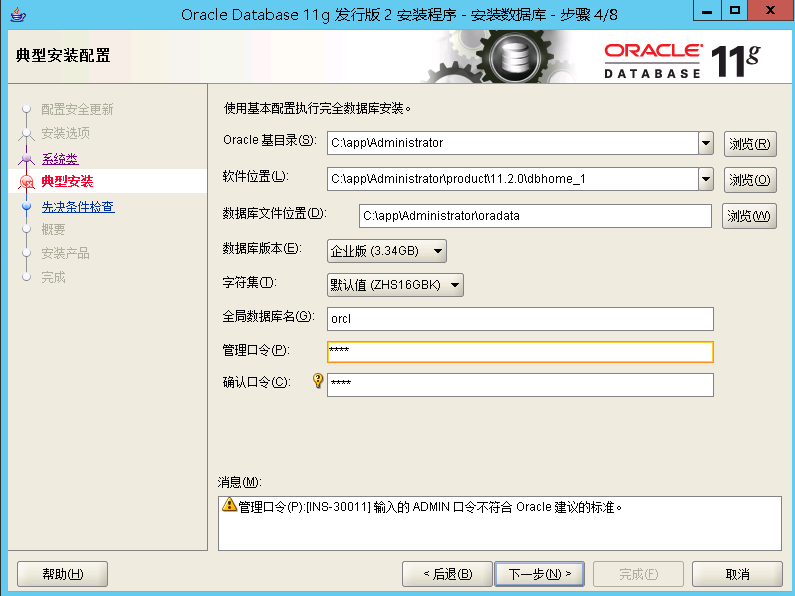 Oracle Database 11g 发行版 2 安装程序 - 安装数据库 - 步骤 4/8
典型安装配置
ORACLE
DATABASE 11g
配置安全更新
安装选项
系统类
典型安装
先决条件检查
概要
安装产品
完成
使用基本配置执行完全数据库安装。
Oracle 基目录(S): C:\app\Administrator 浏览(R)
软件位置(L): C:\app\Administrator\product\11.2.0\dbhome_1 浏览(O)
数据库文件位置(D): C:\app\Administrator\oradata 浏览(W)
数据库版本(E): 企业版 (3.34GB)
字符集(T): 默认值 (ZHS16GBK)
全局数据库名(G): orcl
管理口令(P): ****
确认口令(C): ****
消息(M):
管理口令(P):[INS-30011] 输入的 ADMIN 口令不符合 Oracle 建议的标准。
帮助(H) < 后退(B) 下一步(N) > 完成(F) 取消